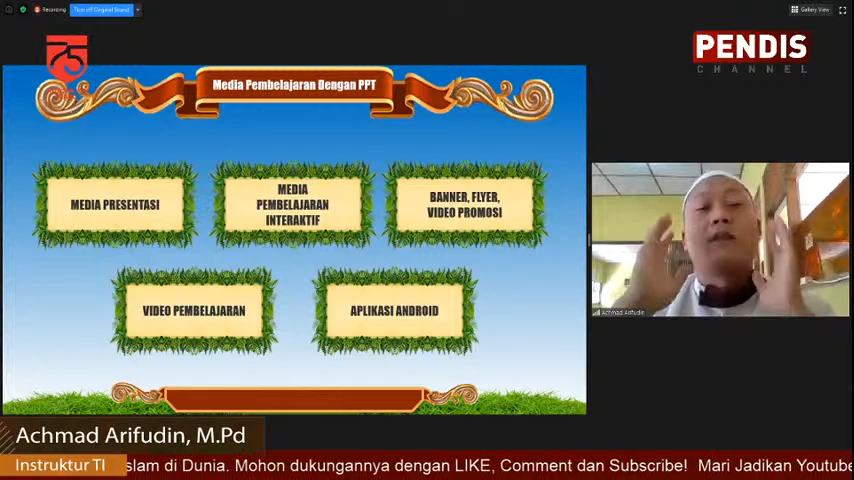 Recording
Turn off Original Sound
Gallery View
75
PENDIS
CHANNEL
Media Pembelajaran Dengan PPT
MEDIA PRESENTASI
MEDIA
PEMBELAJARAN
INTERAKTIF
BANNER, FLYER,
VIDEO PROMOSI
VIDEO PEMBELAJARAN
APLIKASI ANDROID
Achmad Arifudin
Achmad Arifudin, M.Pd
Instruktur TI
slam di Dunia. Mohon dukungannya dengan LIKE, Comment dan Subscribe! Mari Jadikan Youtube